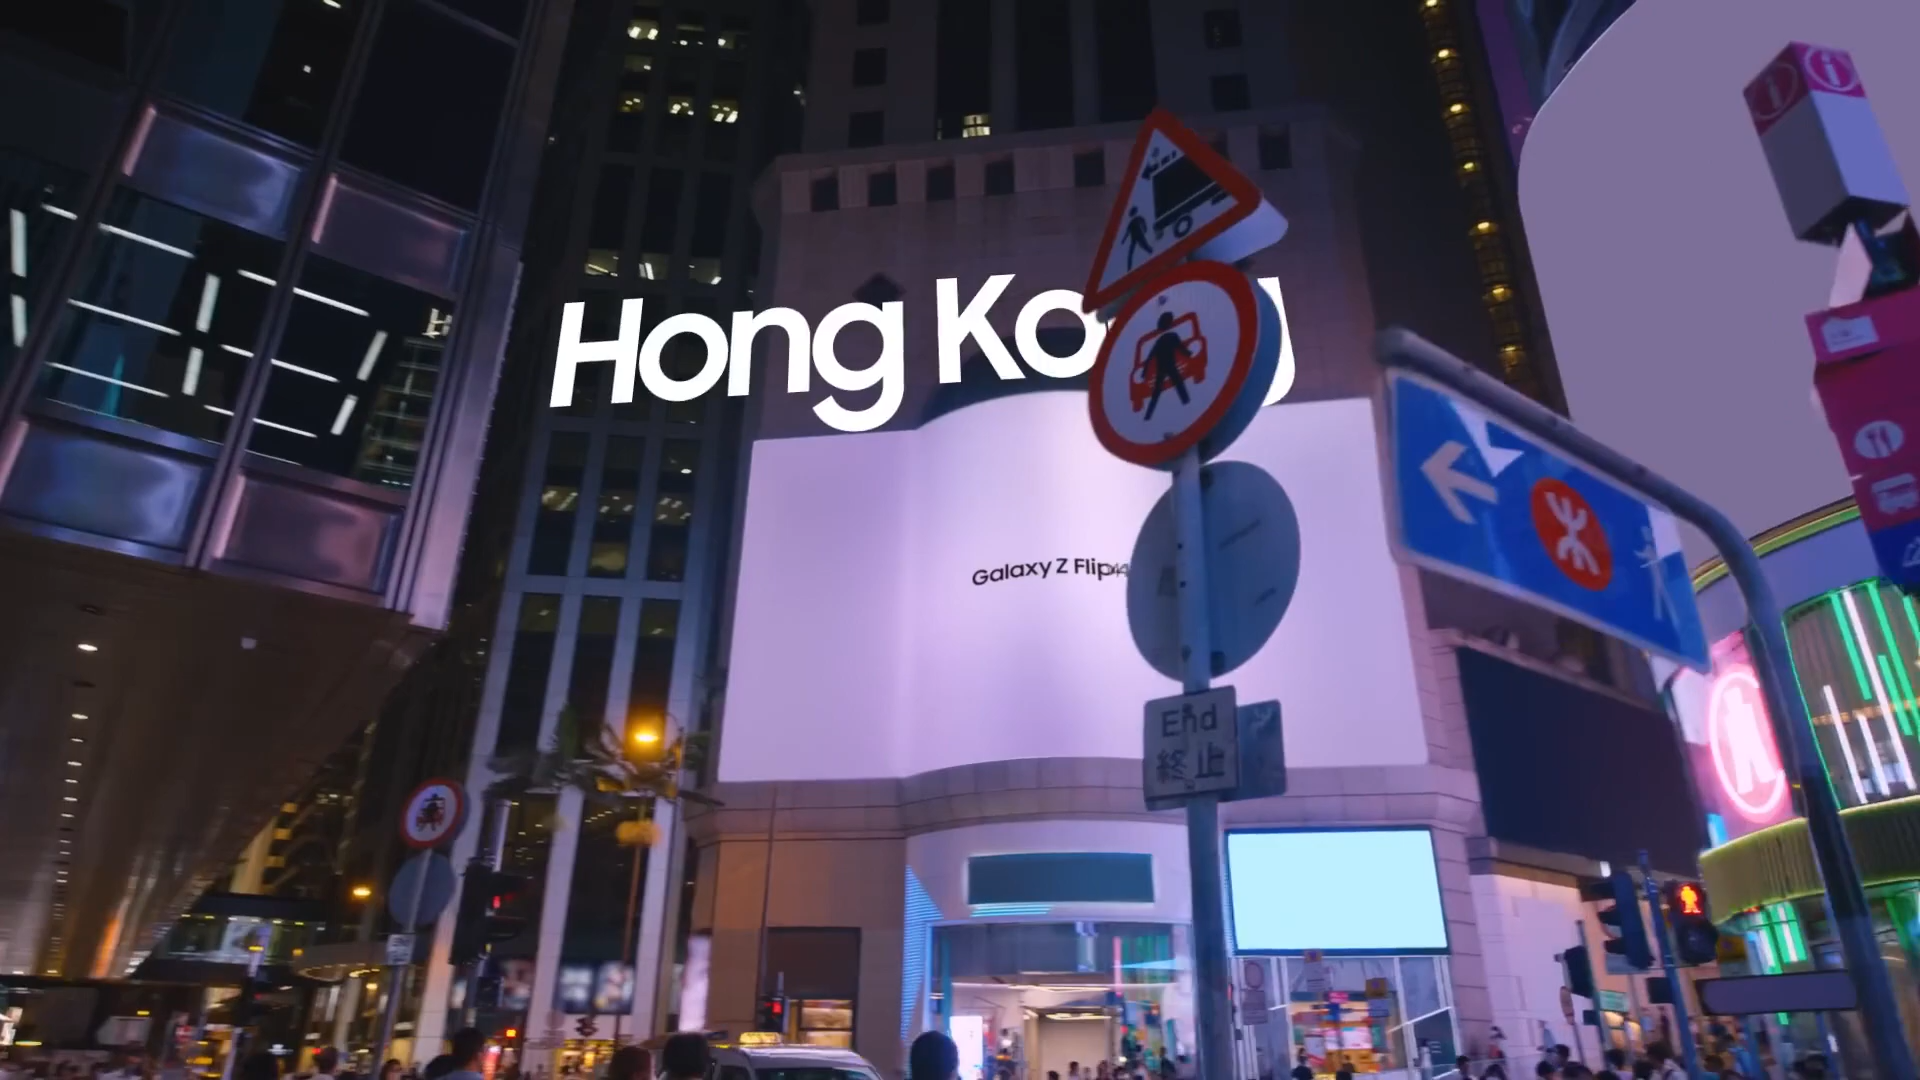 Hong Ko g
Galaxy Z Flip
End
終止